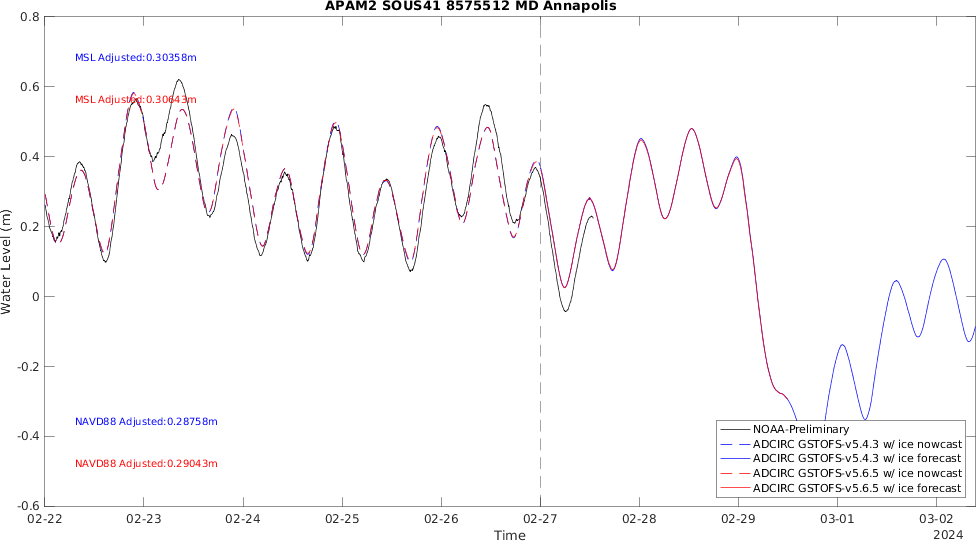 APAM2 SOUS41 8575512 MD Annapolis
0.8
0.6
0.4
0.2
0
-0.2
-0.4
-0.6
Water Level (m)
MSL Adjusted:0.30358m
MSL Adjusted:0.30643m
NAVD88 Adjusted:0.28758m
NAVD88 Adjusted:0.29043m
NOAA-Preliminary
ADCIRC GSTOFS-v5.4.3 w/ ice nowcast
ADCIRC GSTOFS-v5.4.3 w/ ice forecast
ADCIRC GSTOFS-v5.6.5 w/ ice nowcast
ADCIRC GSTOFS-v5.6.5 w/ ice forecast
02-22 02-23 02-24 02-25 02-26 02-27 02-28 02-29 03-01 03-02
Time
2024